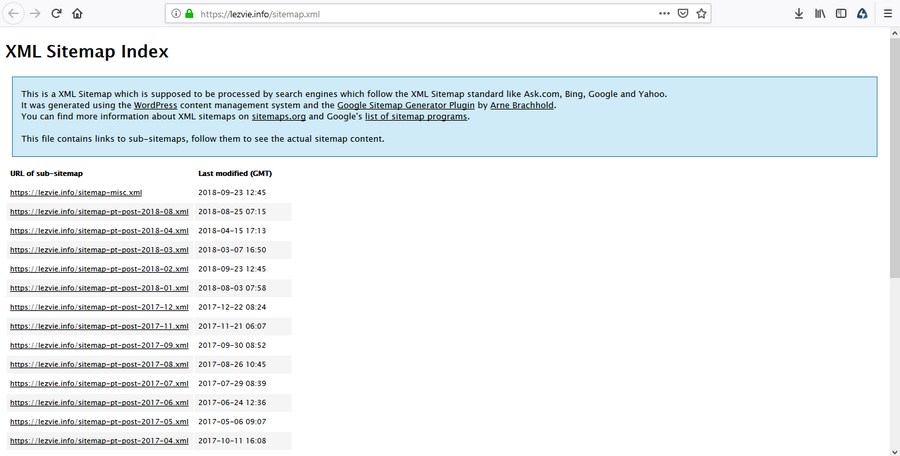 https://lezvie.info/sitemap.xml
XML Sitemap Index
This is a XML Sitemap which is supposed to be processed by search engines which follow the XML Sitemap standard like Ask.com, Bing, Google and Yahoo.
It was generated using the WordPress content management system and the Google Sitemap Generator Plugin by Arne Brachhold.
You can find more information about XML sitemaps on sitemaps.org and Google's list of sitemap programs.
This file contains links to sub-sitemaps, follow them to see the actual sitemap content.
URL of sub-sitemap Last modified (GMT)
https://lezvie.info/sitemap-misc.xml 2018-09-23 12:45
https://lezvie.info/sitemap-pt-post-2018-08.xml 2018-08-25 07:15
https://lezvie.info/sitemap-pt-post-2018-04.xml 2018-04-15 17:13
https://lezvie.info/sitemap-pt-post-2018-03.xml 2018-03-07 16:50
https://lezvie.info/sitemap-pt-post-2018-02.xml 2018-09-23 12:45
https://lezvie.info/sitemap-pt-post-2018-01.xml 2018-08-03 07:58
https://lezvie.info/sitemap-pt-post-2017-12.xml 2017-12-22 08:24
https://lezvie.info/sitemap-pt-post-2017-11.xml 2017-11-21 06:07
https://lezvie.info/sitemap-pt-post-2017-09.xml 2017-09-30 08:52
https://lezvie.info/sitemap-pt-post-2017-08.xml 2017-08-26 10:45
https://lezvie.info/sitemap-pt-post-2017-07.xml 2017-07-29 08:39
https://lezvie.info/sitemap-pt-post-2017-06.xml 2017-06-24 12:36
https://lezvie.info/sitemap-pt-post-2017-05.xml 2017-05-06 09:07
https://lezvie.info/sitemap-pt-post-2017-04.xml 2017-10-11 16:08